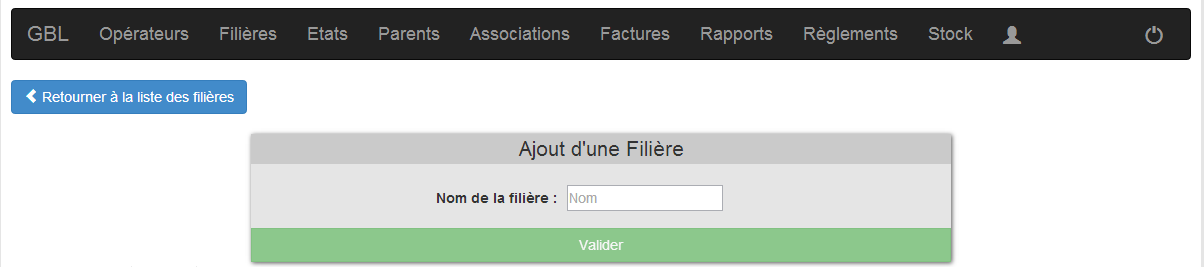 GBL Opérateurs Filières Etats Parents Associations Factures Rapports Règlements Stock
Retourner à la liste des filières
Ajout d'une Filière
Nom de la filière : Nom
Valider